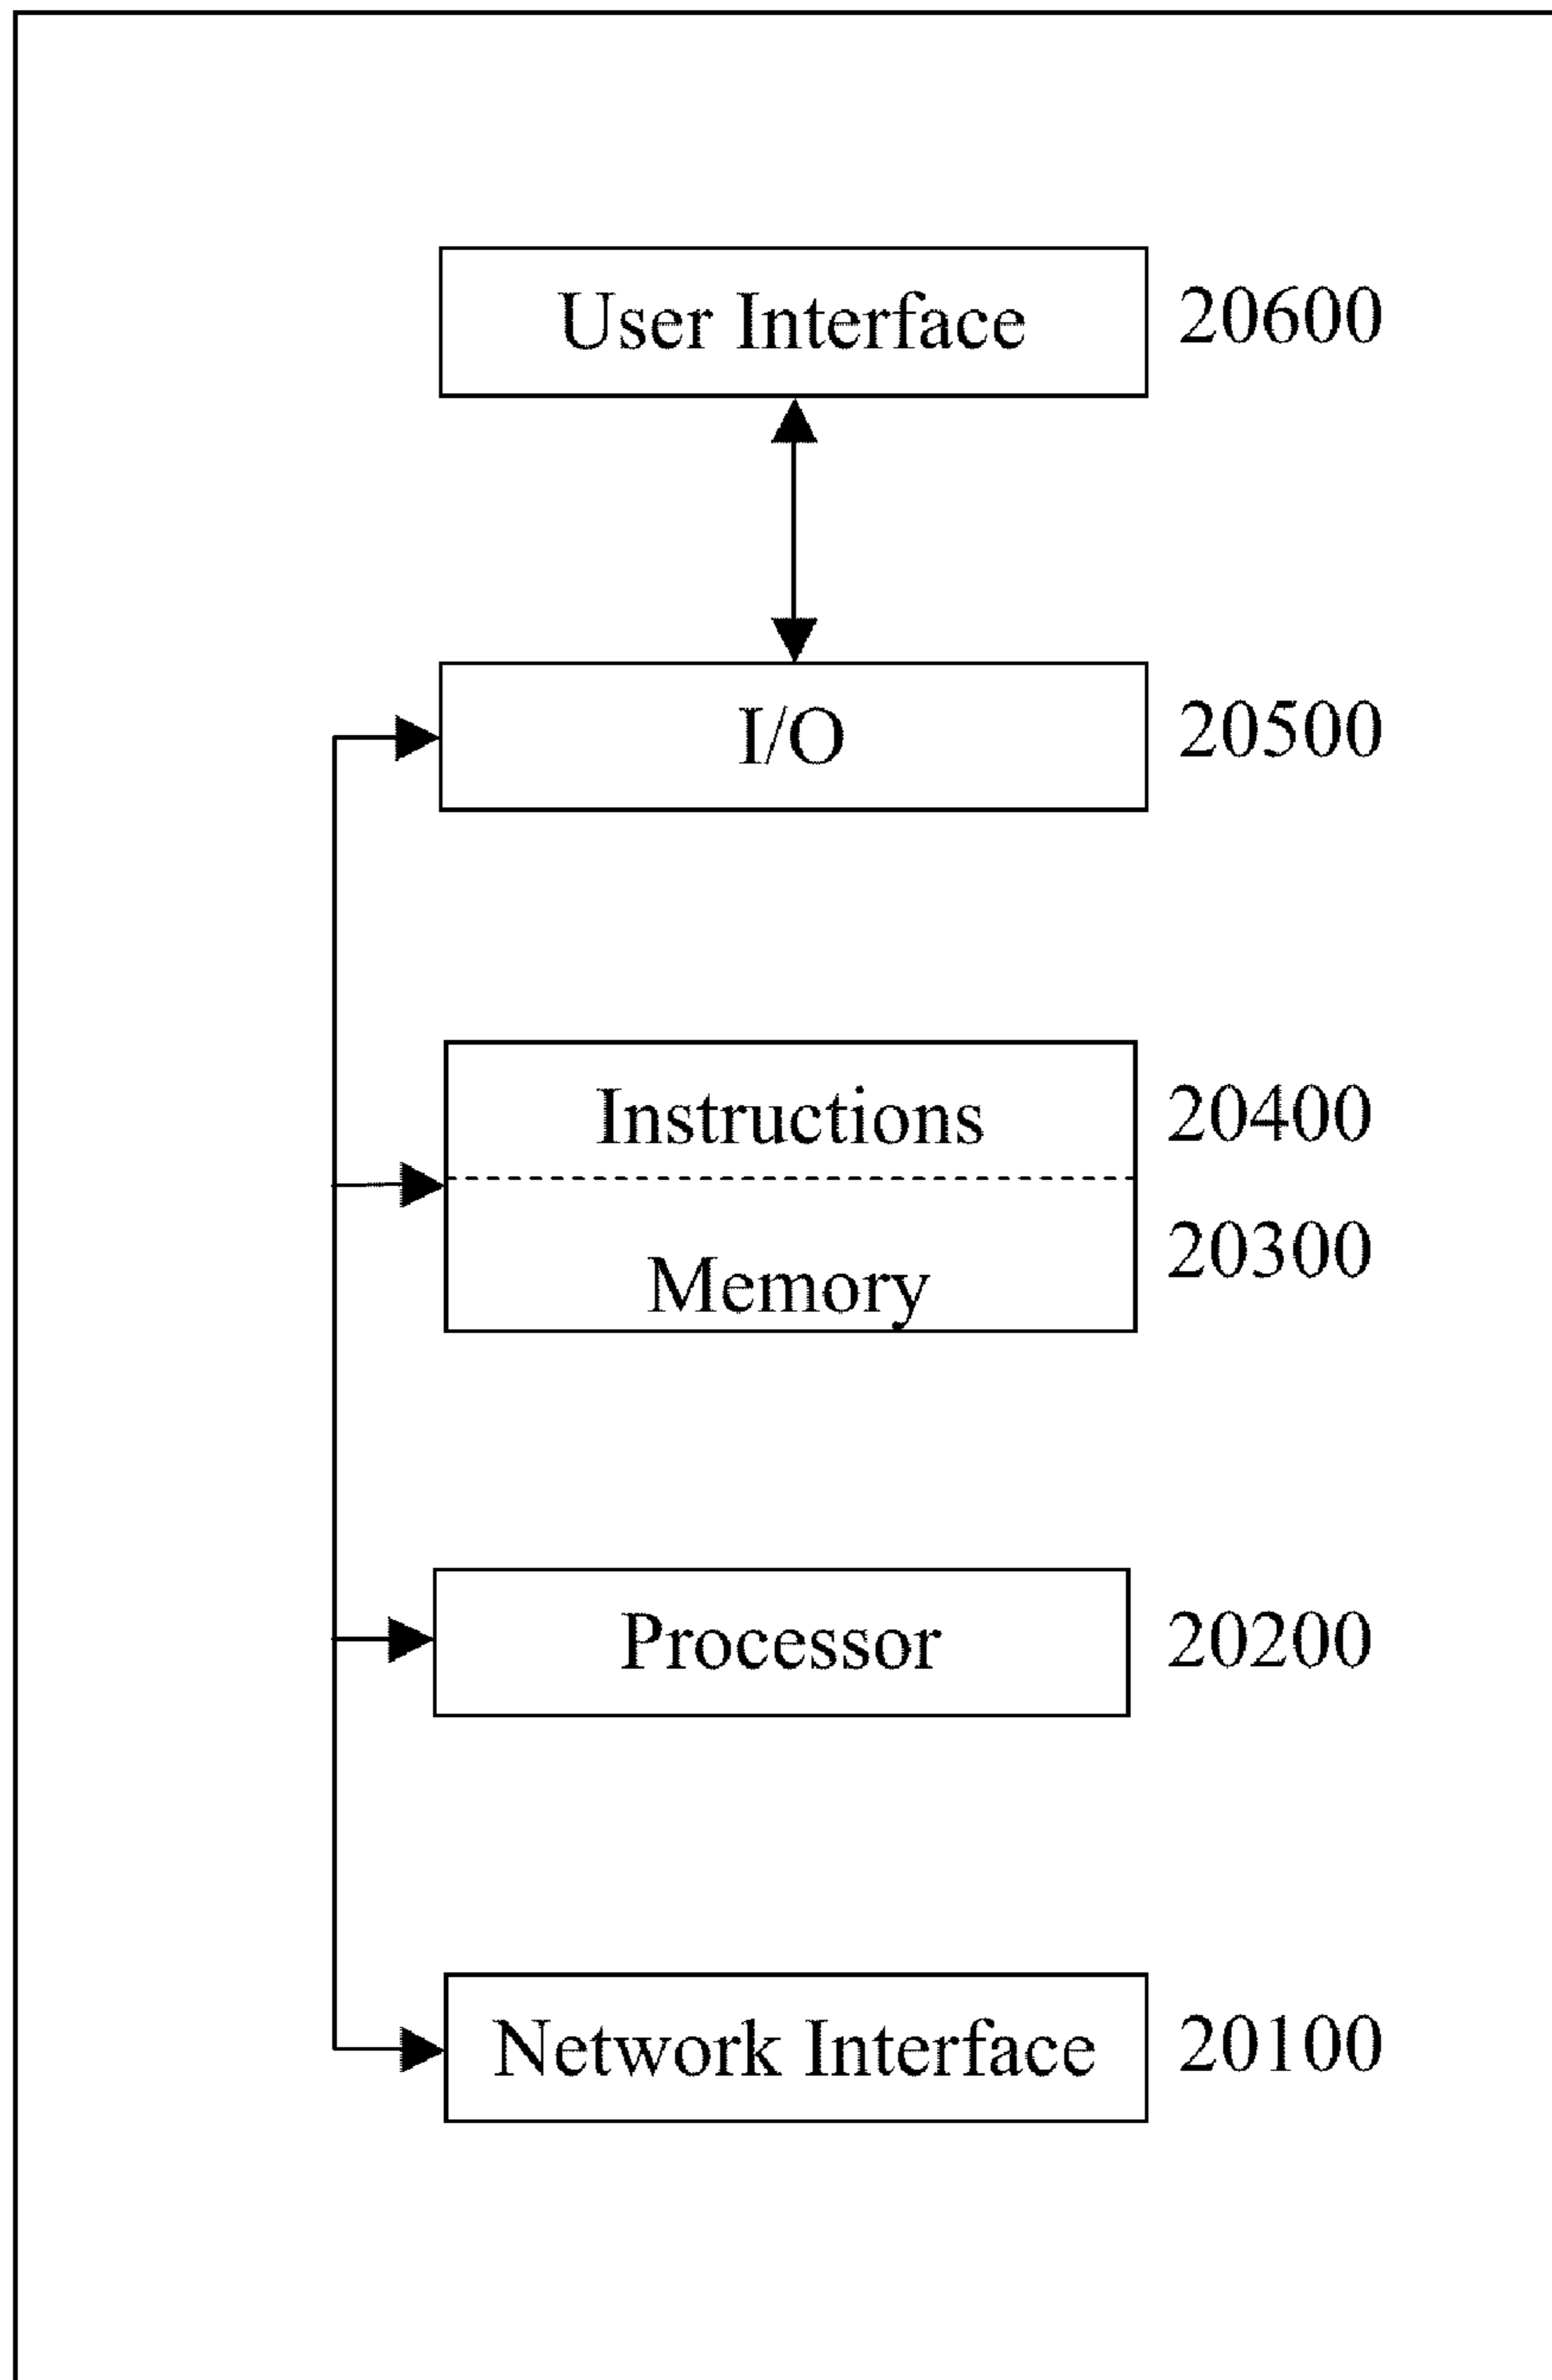 User Interface 20600
I/O 20500
Instructions 20400
Memory 20300
Processor 20200
Network Interface 20100